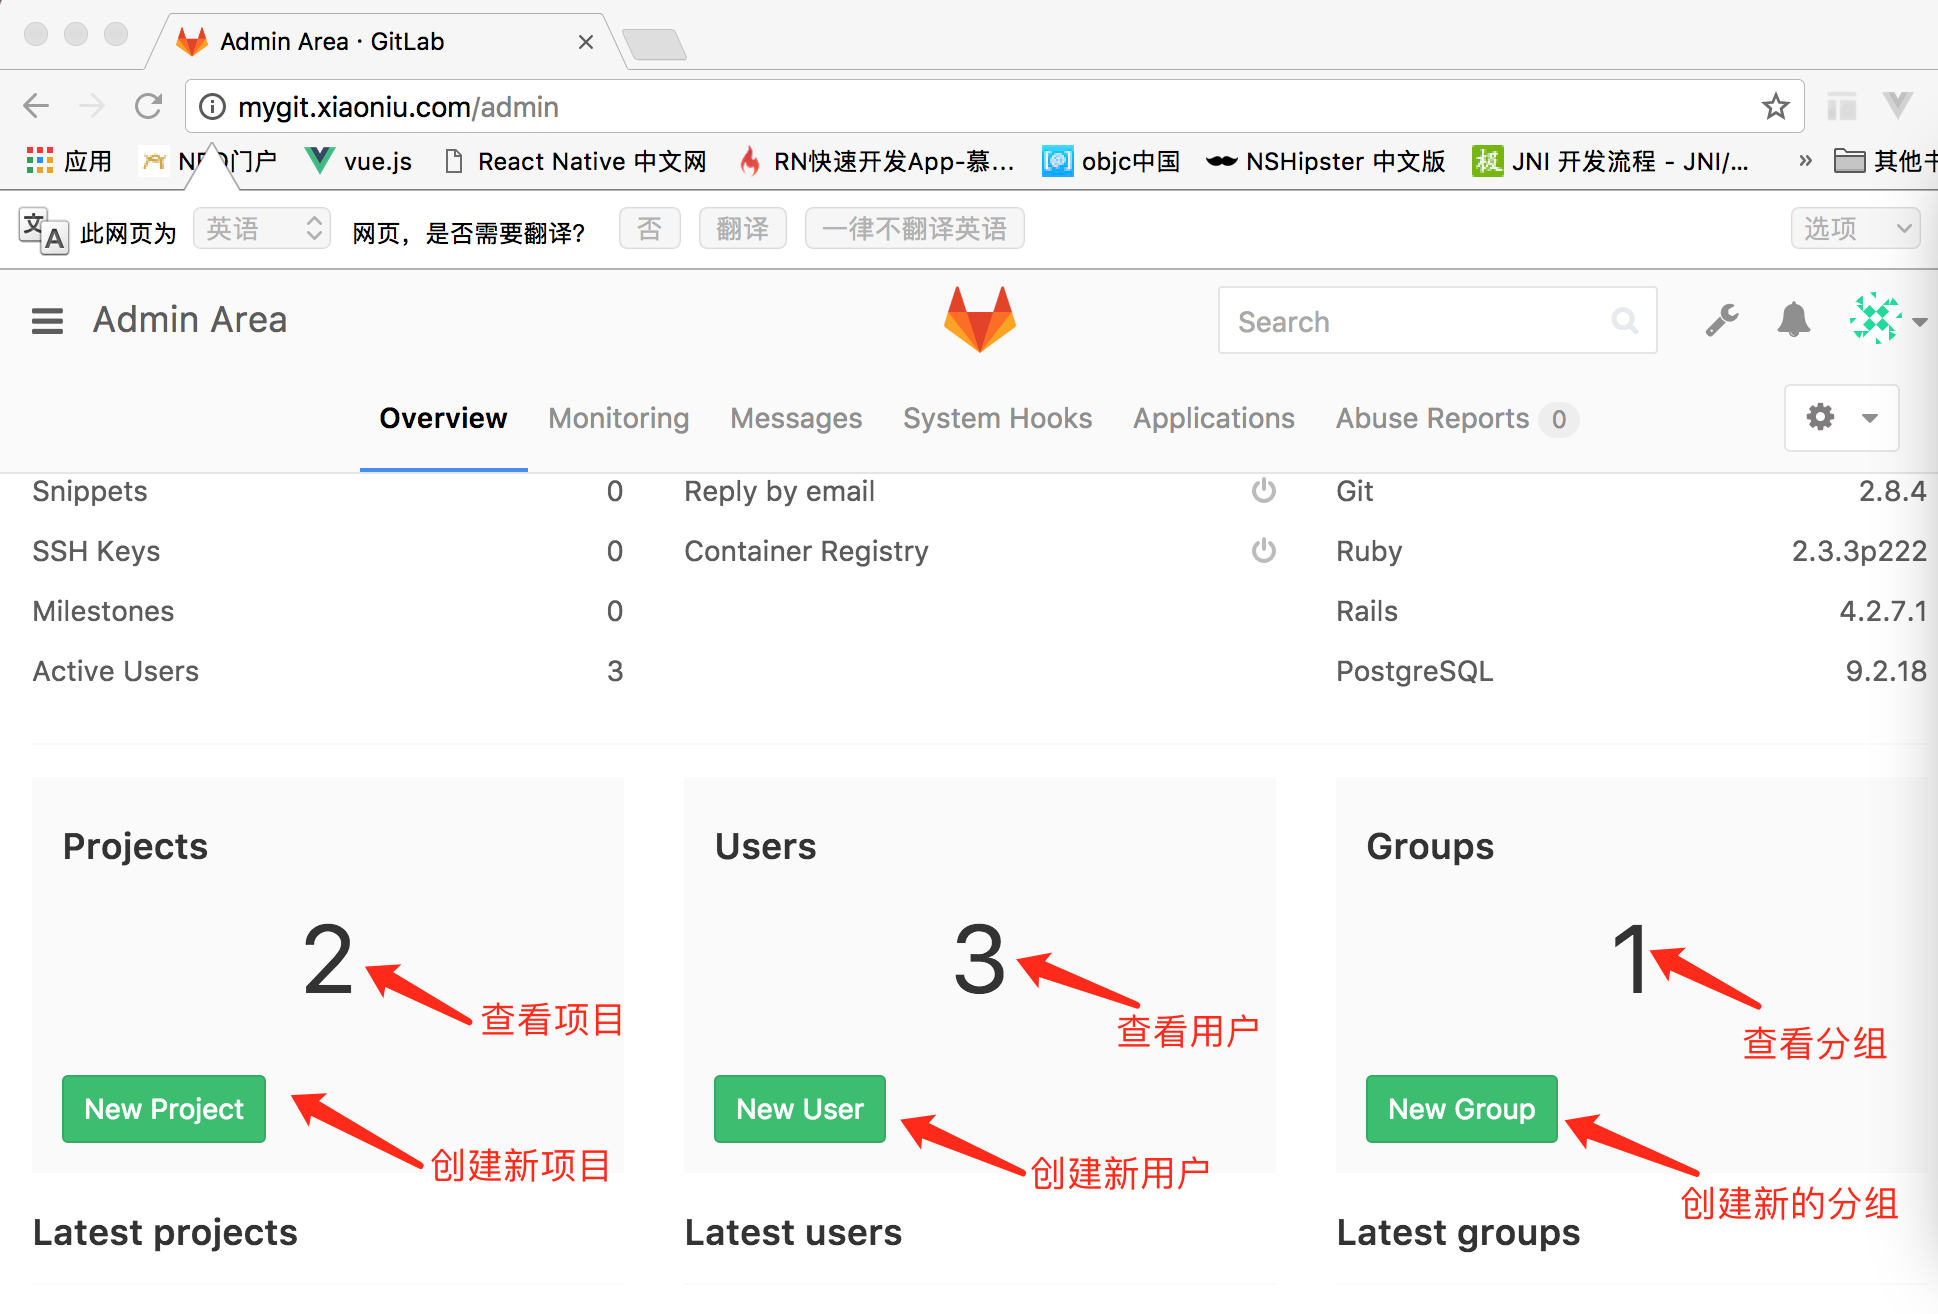 Admin Area · GitLab
mygit.xiaoniu.com/admin
应用
门户
vue.js
React Native 中文网
RN快速开发App-慕...
objc中国
极
NSHipster 中文版
JNI 开发流程 - JNI/...
»
其他
文A 此网页为 英语 网页，是否需要翻译? 否 翻译 一律不翻译英语 选项
Admin Area
Search
Overview Monitoring Messages System Hooks Applications Abuse Reports 0
Snippets 0 Reply by email Git 2.8.4
SSH Keys 0 Container Registry Ruby 2.3.3p222
Milestones 0 Rails 4.2.7.1
Active Users 3 PostgreSQL 9.2.18
Projects
2
查看项目
New Project
创建新项目
Users
3
查看用户
New User
创建新用户
Groups
1
查看分组
New Group
创建新的分组
Latest projects
Latest users
Latest groups